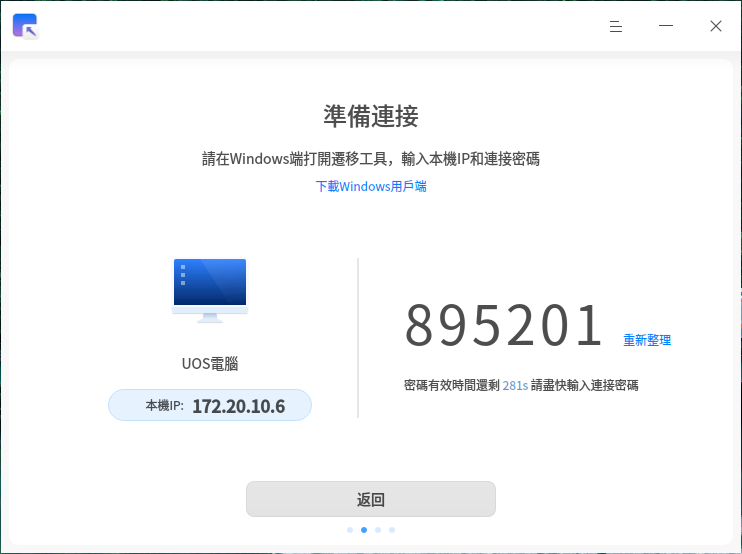 準備連接
請在Windows端打開遷移工具，輸入本機IP和連接密碼
下載Windows用戶端
UOS電腦
本機IP: 172.20.10.6
895201 重新整理
密碼有效時間還剩 281s 請盡快輸入連接密碼
返回